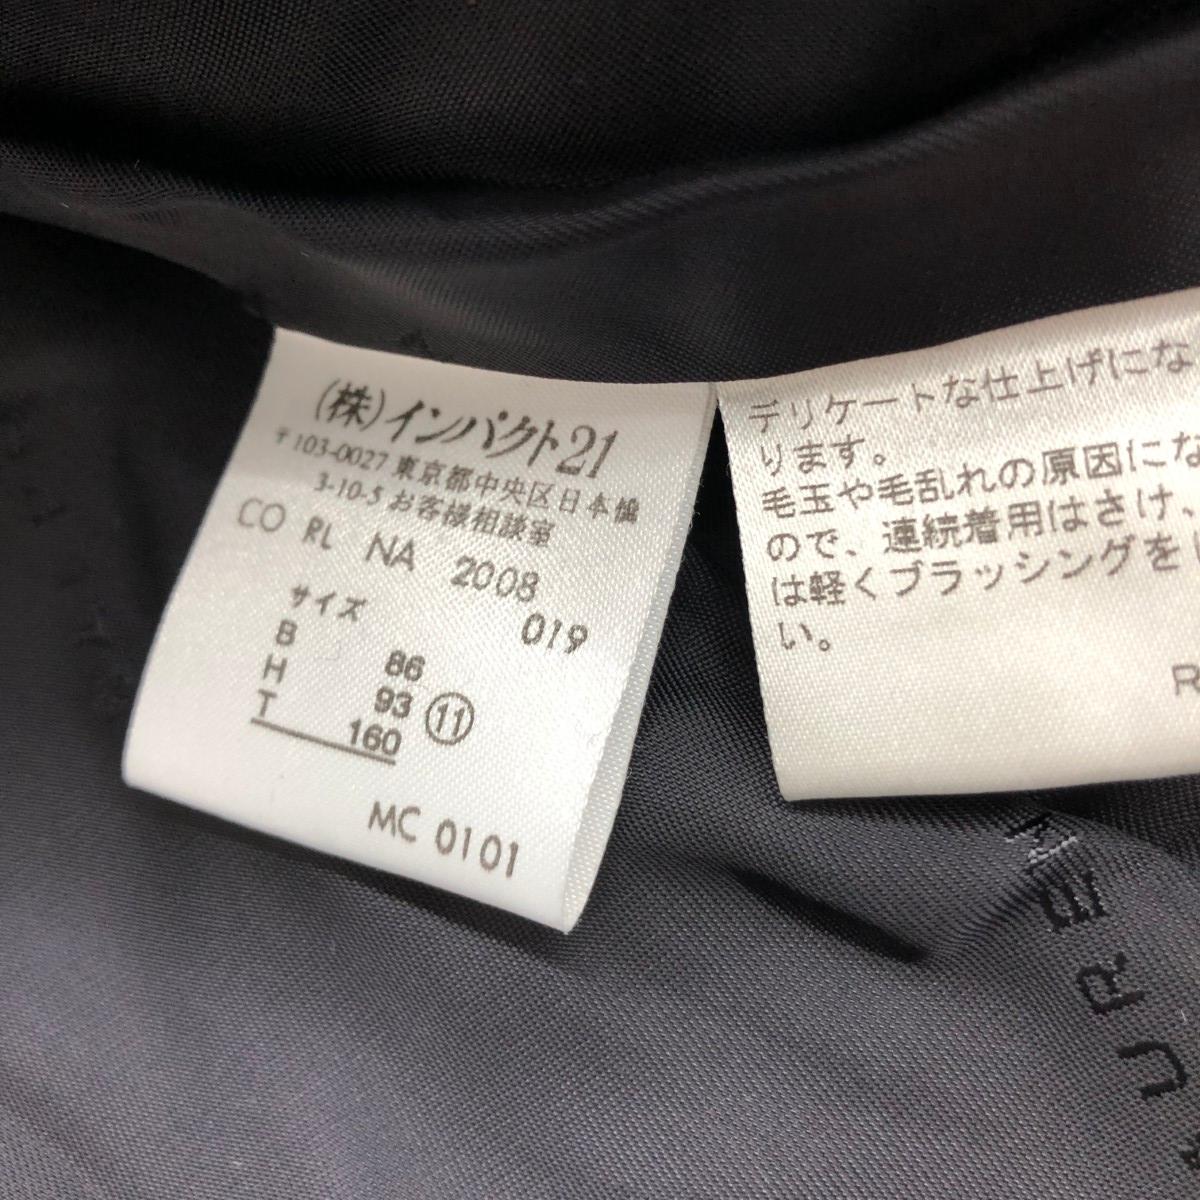 (株)インパクト21
〒103-0027 東京都中央区日本橋
3-10-5 お客様相談室
CO RL NA 2008
019
サイズ
B 86
H 93
T 160
⑪
MC 0101
デリケートな仕上げにな
ります。
毛玉や毛乱れの原因にな
ので、連続着用はさけ、
は軽くブラッシングを
い。
R